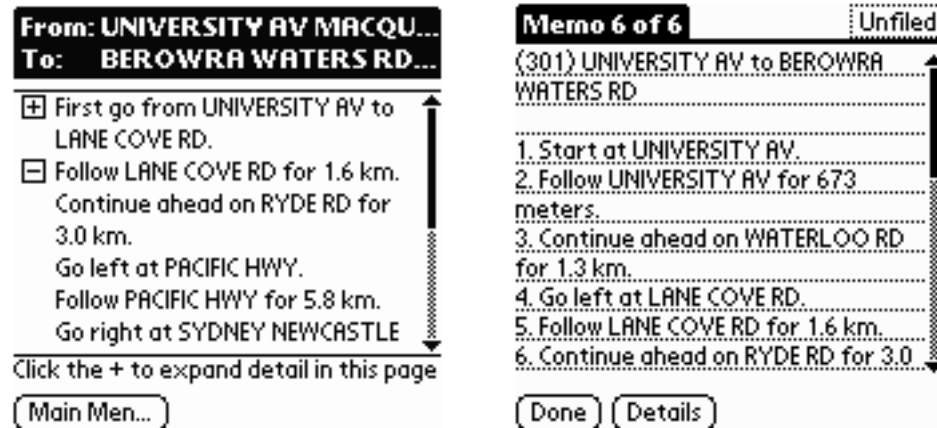 From: UNIVERSITY AV MACQU...
To: BEROWRA WATERS RD...
First go from UNIVERSITY AV to
LANE COVE RD.
Follow LANE COVE RD for 1.6 km.
Continue ahead on RYDE RD for
3.0 km.
Go left at PACIFIC HWY.
Follow PACIFIC HWY for 5.8 km.
Go right at SYDNEY NEWCASTLE
Click the + to expand detail in this page
Main Men...
Memo 6 of 6
Unfiled
(301) UNIVERSITY AV to BEROWRA
WATERS RD
1. Start at UNIVERSITY AV.
2. Follow UNIVERSITY AV for 673
meters.
3. Continue ahead on WATERLOO RD
for 1.3 km.
4. Go left at LANE COVE RD.
5. Follow LANE COVE RD for 1.6 km.
6. Continue ahead on RYDE RD for 3.0
Done
Details